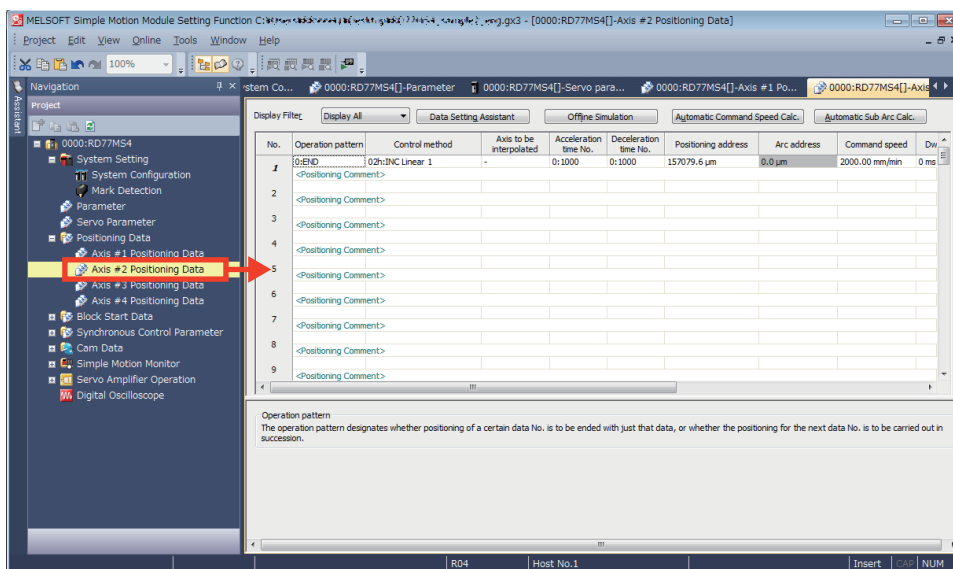 MELSOFT Simple Motion Module Setting Function C:\ .gx3 - [0000:RD77MS4[]-Axis #2 Positioning Data]
Project Edit View Online Tools Window Help
100%
Navigation
ystem Co... 0000:RD77MS4[]-Parameter 0000:RD77MS4[]-Servo para... 0000:RD77MS4[]-Axis #1 Po... 0000:RD77MS4[]-Axis
Assistant
Project
0000:RD77MS4
System Setting
System Configuration
Mark Detection
Parameter
Servo Parameter
Positioning Data
Axis #1 Positioning Data
Axis #2 Positioning Data
Axis #3 Positioning Data
Axis #4 Positioning Data
Block Start Data
Synchronous Control Parameter
Cam Data
Simple Motion Monitor
Servo Amplifier Operation
Digital Oscilloscope
Display Filter Display All Data Setting Assistant Offline Simulation Automatic Command Speed Calc. Automatic Sub Arc Calc.
No. Operation pattern Control method Axis to be interpolated Acceleration time No. Deceleration time No. Positioning address Arc address Command speed Dw
1 0:END 02h:INC Linear 1 - 0:1000 0:1000 157079.6 µm 0.0 µm 2000.00 mm/min 0 ms
<Positioning Comment>
2
<Positioning Comment>
3
<Positioning Comment>
4
<Positioning Comment>
5
<Positioning Comment>
6
<Positioning Comment>
7
<Positioning Comment>
8
<Positioning Comment>
9
<Positioning Comment>
Operation pattern
The operation pattern designates whether positioning of a certain data No. is to be ended with just that data, or whether the positioning for the next data No. is to be carried out in
succession.
R04 Host No.1 Insert CAP NUM